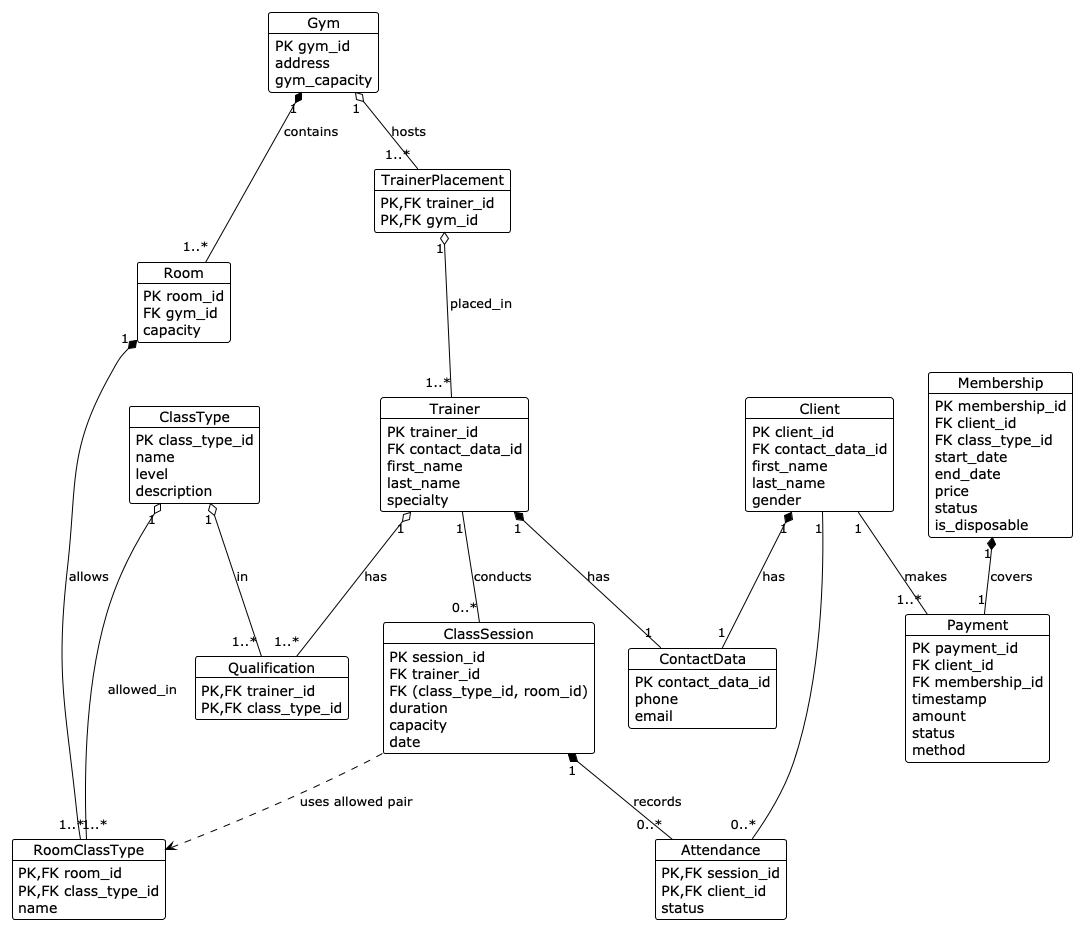 Gym
PK gym_id
address
gym_capacity
1
1
contains
hosts
1..*
TrainerPlacement
PK,FK trainer_id
PK,FK gym_id
1
1..*
Room
PK room_id
FK gym_id
capacity
1
placed_in
1..*
ClassType
PK class_type_id
name
level
description
1
1
Trainer
PK trainer_id
FK contact_data_id
first_name
last_name
specialty
1
1
1
Client
PK client_id
FK contact_data_id
first_name
last_name
gender
1
1
1
Membership
PK membership_id
FK client_id
FK class_type_id
start_date
end_date
price
status
is_disposable
1
allows
in
has
conducts
has
has
makes
covers
1..*
1..*
0..*
1
1
1..*
1
Qualification
PK,FK trainer_id
PK,FK class_type_id
allowed_in
ClassSession
PK session_id
FK trainer_id
FK (class_type_id, room_id)
duration
capacity
date
1
ContactData
PK contact_data_id
phone
email
Payment
PK payment_id
FK client_id
FK membership_id
timestamp
amount
status
method
uses allowed pair
records
1..*
1..*
0..*
0..*
RoomClassType
PK,FK room_id
PK,FK class_type_id
name
Attendance
PK,FK session_id
PK,FK client_id
status